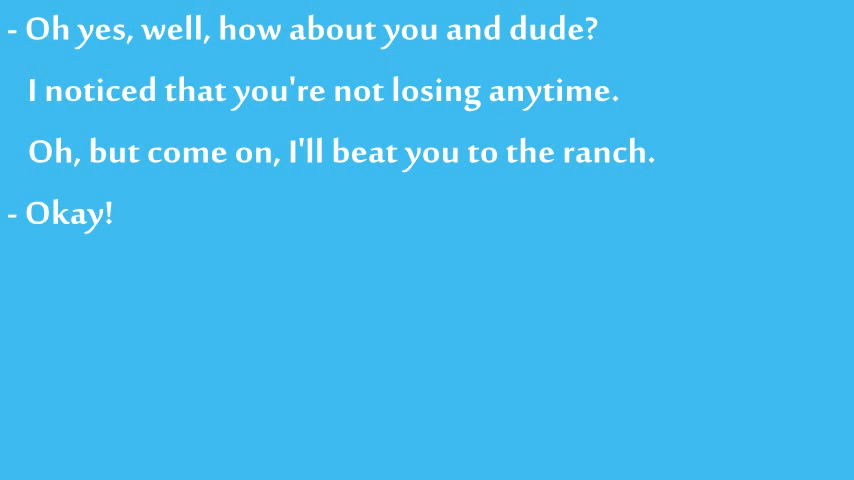 - Oh yes, well, how about you and dude?
I noticed that you're not losing anytime.
Oh, but come on, I'll beat you to the ranch.
- Okay!